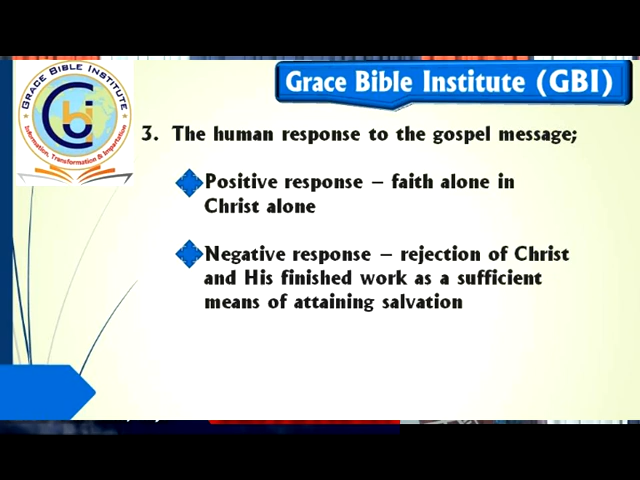 Grace Bible Institute (GBI)
GRACE BIBLE INSTITUTE
Information, Transformation & Impartation
3. The human response to the gospel message;
Positive response – faith alone in
Christ alone
Negative response – rejection of Christ
and His finished work as a sufficient
means of attaining salvation